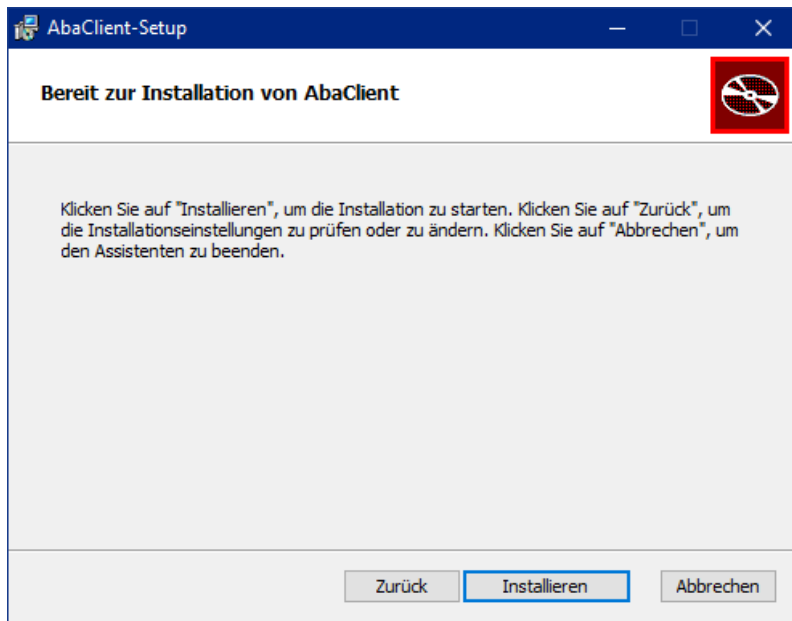 AbaClient-Setup
Bereit zur Installation von AbaClient
Klicken Sie auf "Installieren", um die Installation zu starten. Klicken Sie auf "Zurück", um
die Installationseinstellungen zu prüfen oder zu ändern. Klicken Sie auf "Abbrechen", um
den Assistenten zu beenden.
Zurück
Installieren
Abbrechen